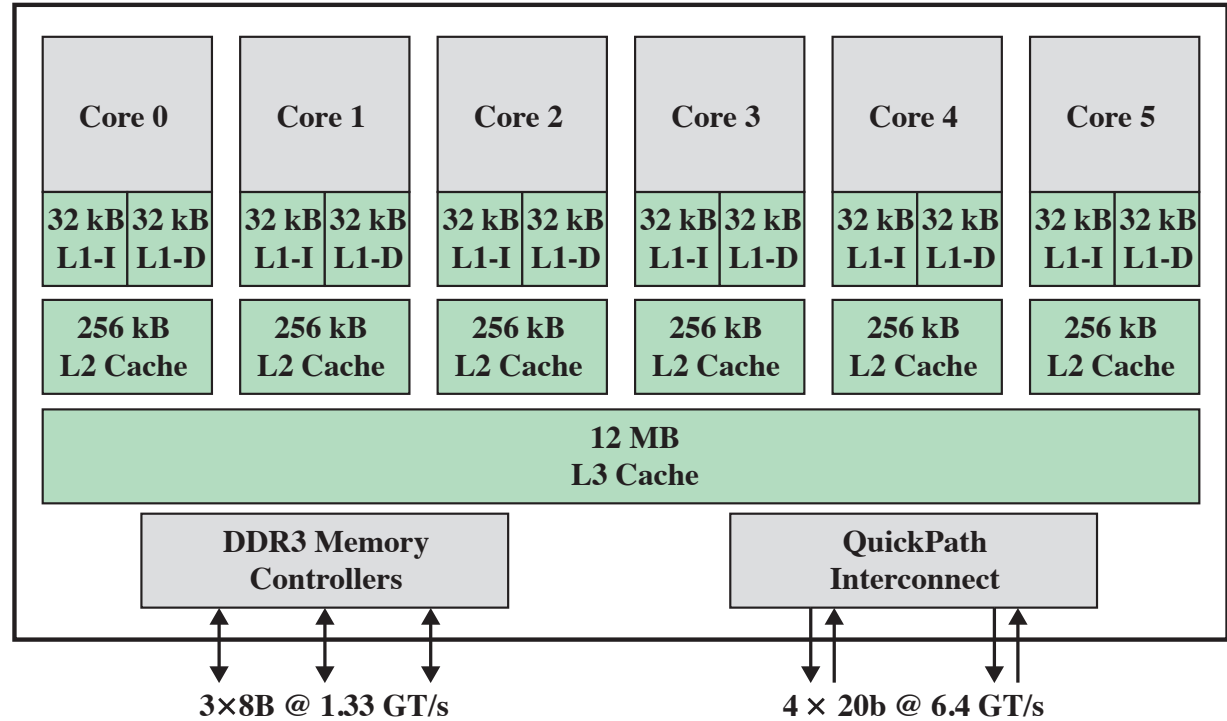 Core 0 Core 1 Core 2 Core 3 Core 4 Core 5
32 kB 32 kB 32 kB 32 kB 32 kB 32 kB 32 kB 32 kB 32 kB 32 kB 32 kB 32 kB
L1-I L1-D L1-I L1-D L1-I L1-D L1-I L1-D L1-I L1-D L1-I L1-D
256 kB 256 kB 256 kB 256 kB 256 kB 256 kB
L2 Cache L2 Cache L2 Cache L2 Cache L2 Cache L2 Cache
12 MB
L3 Cache
DDR3 Memory
Controllers
QuickPath
Interconnect
3×8B @ 1.33 GT/s
4 × 20b @ 6.4 GT/s